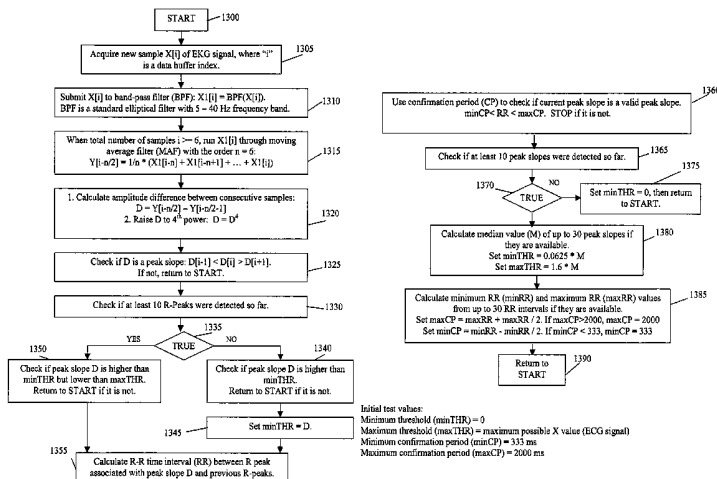 START
1300
1305
Acquire new sample X[i] of EKG signal, where "i"
is a data buffer index.
Submit X[i] to band-pass filter (BPF): X1[i] = BPF(X[i]).
BPF is a standard elliptical filter with 5 – 40 Hz frequency band.
1310
When total number of samples i >= 6, run X1[i] through moving
average filter (MAF) with the order n = 6:
Y[i-n/2] = 1/n * (X1[i-n] + X1[i-n+1] + … + X1[i])
1315
1. Calculate amplitude difference between consecutive samples:
D = Y[i-n/2] – Y[i-n/2-1]
2. Raise D to 4th power: D = D^4
1320
Check if D is a peak slope: D[i-1] < D[i] > D[i+1].
If not, return to START.
1325
Check if at least 10 R-Peaks were detected so far.
1330
1335
YES
TRUE
NO
1350
Check if peak slope D is higher than
minTHR but lower than maxTHR.
Return to START if it is not.
1340
Check if peak slope D is higher than
minTHR.
Return to START if it is not.
1345
Set minTHR = D.
1355
Calculate R-R time interval (RR) between R peak
associated with peak slope D and previous R-peaks.
1360
Use confirmation period (CP) to check if current peak slope is a valid peak slope.
minCP< RR < maxCP. STOP if it is not.
1365
Check if at least 10 peak slopes were detected so far.
1370
TRUE
NO
1375
Set minTHR = 0, then return
to START.
Calculate median value (M) of up to 30 peak slopes if
they are available.
Set minTHR = 0.0625 * M
Set maxTHR = 1.6 * M
1380
Calculate minimum RR (minRR) and maximum RR (maxRR) values
from up to 30 RR intervals if they are available.
Set maxCP = maxRR + maxRR / 2. If maxCP>2000, maxCP = 2000
Set minCP = minRR - minRR / 2. If minCP < 333, minCP = 333
1385
Return to
START
1390
Initial test values:
Minimum threshold (minTHR) = 0
Maximum threshold (maxTHR) = maximum possible X value (ECG signal)
Minimum confirmation period (minCP) = 333 ms
Maximum confirmation period (maxCP) = 2000 ms